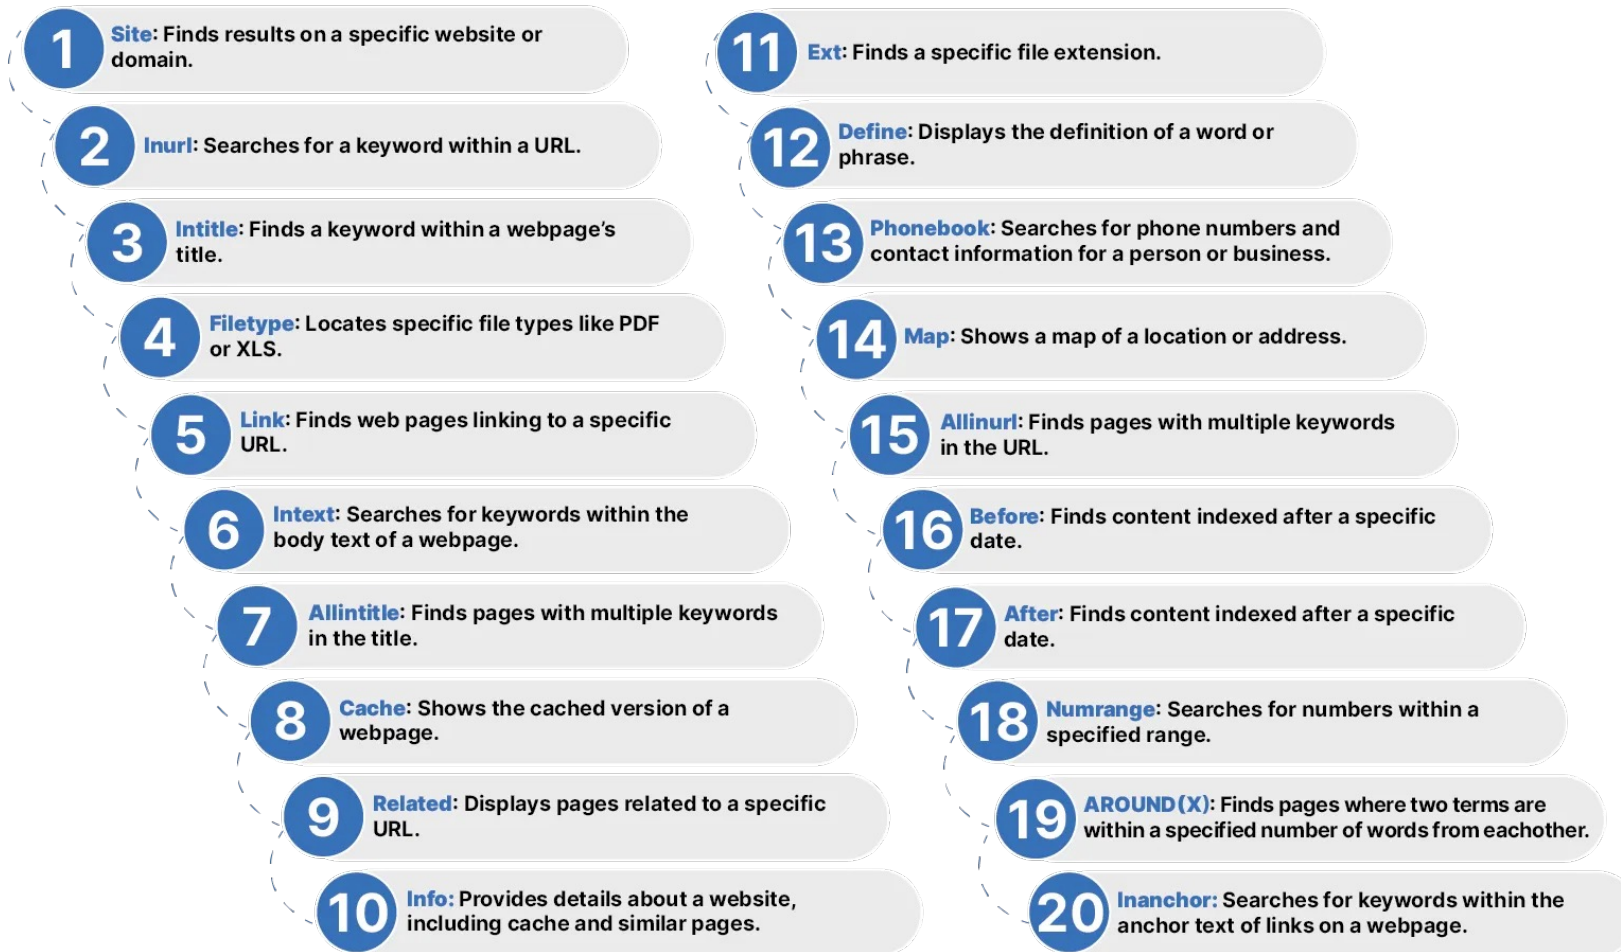 1
Site: Finds results on a specific website or
domain.
2
Inurl: Searches for a keyword within a URL.
3
Intitle: Finds a keyword within a webpage’s
title.
4
Filetype: Locates specific file types like PDF
or XLS.
5
Link: Finds web pages linking to a specific
URL.
6
Intext: Searches for keywords within the
body text of a webpage.
7
Allintitle: Finds pages with multiple keywords
in the title.
8
Cache: Shows the cached version of a
webpage.
9
Related: Displays pages related to a specific
URL.
10
Info: Provides details about a website,
including cache and similar pages.
11
Ext: Finds a specific file extension.
12
Define: Displays the definition of a word or
phrase.
13
Phonebook: Searches for phone numbers and
contact information for a person or business.
14
Map: Shows a map of a location or address.
15
Allinurl: Finds pages with multiple keywords
in the URL.
16
Before: Finds content indexed after a specific
date.
17
After: Finds content indexed after a specific
date.
18
Numrange: Searches for numbers within a
specified range.
19
AROUND(X): Finds pages where two terms are
within a specified number of words from eachother.
20
Inanchor: Searches for keywords within the
anchor text of links on a webpage.